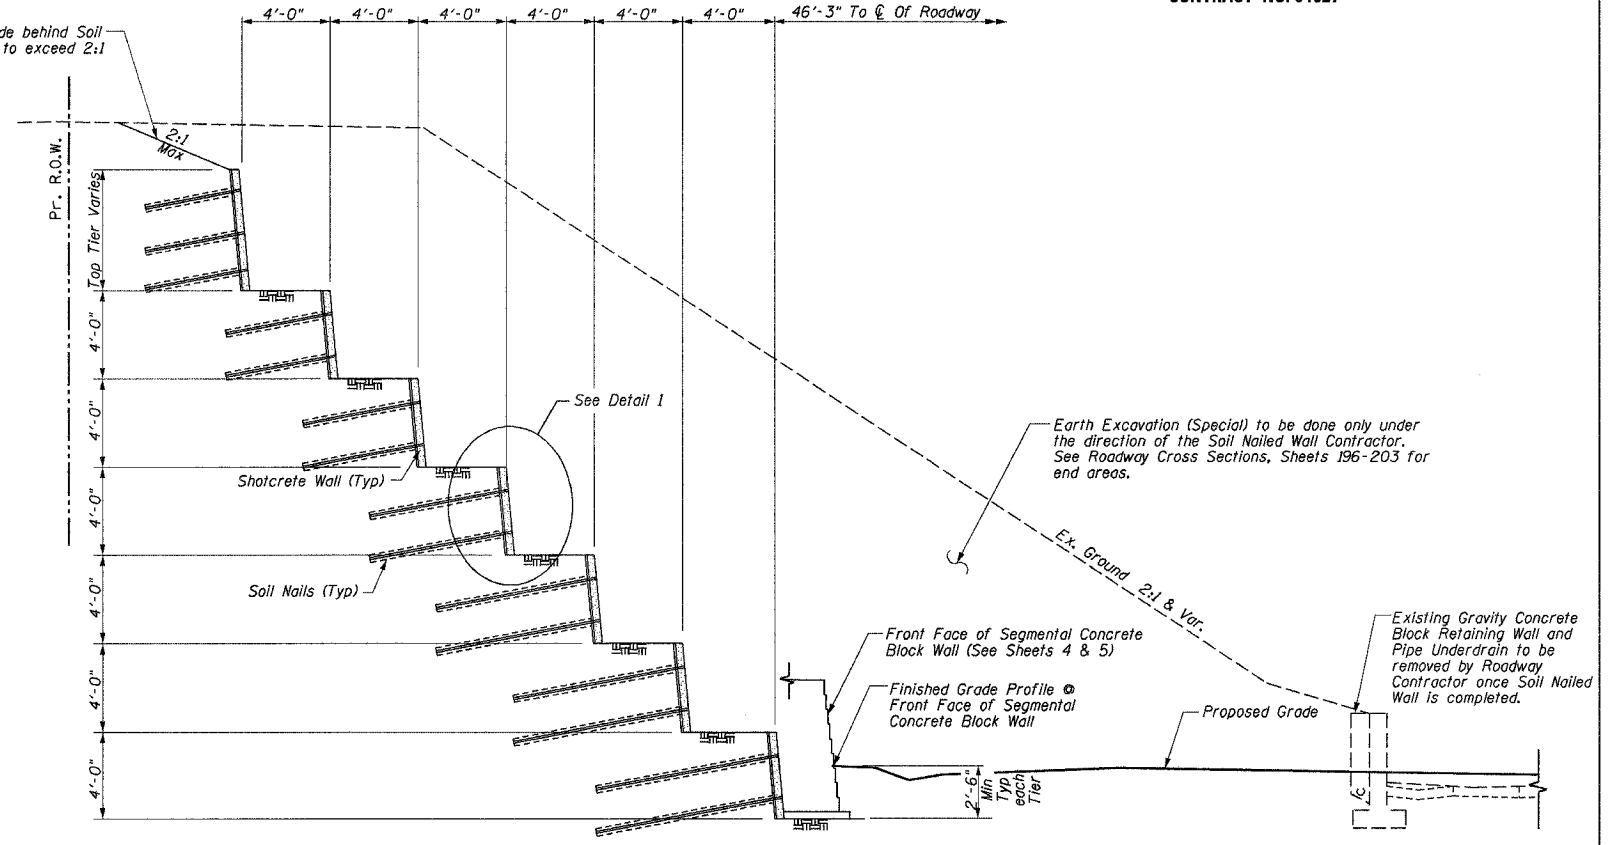 4'-0" 4'-0" 4'-0" 4'-0" 4'-0" 4'-0" 46'-3" To ℄ Of Roadway
behind Soil
to exceed 2:1
2:1
Max
Pr. R.O.W.
Top Tier Varies
4'-0"
4'-0"
4'-0"
4'-0"
4'-0"
4'-0"
See Detail 1
Shotcrete Wall (Typ)
Soil Nails (Typ)
Earth Excavation (Special) to be done only under
the direction of the Soil Nailed Wall Contractor.
See Roadway Cross Sections, Sheets 196-203 for
end areas.
Ex. Ground 2:1 & Var.
Front Face of Segmental Concrete
Block Wall (See Sheets 4 & 5)
Finished Grade Profile @
Front Face of Segmental
Concrete Block Wall
Proposed Grade
Existing Gravity Concrete
Block Retaining Wall and
Pipe Underdrain to be
removed by Roadway
Contractor once Soil Nailed
Wall is completed.
2'-6"
Min
Typ
each
Tier